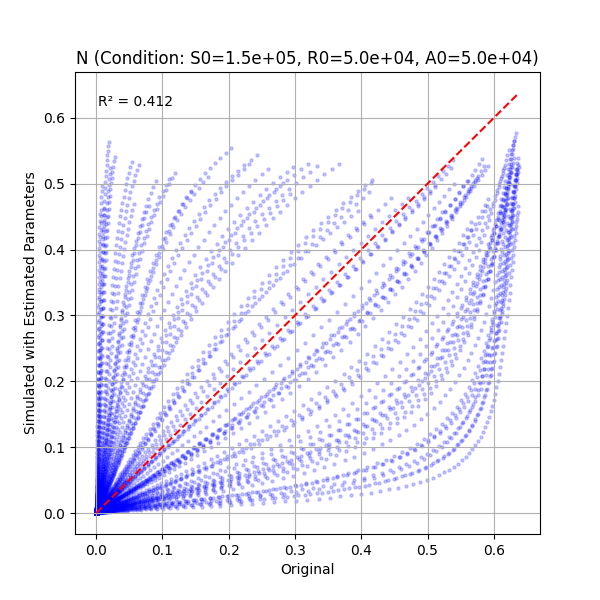 N (Condition: S0=1.5e+05, R0=5.0e+04, A0=5.0e+04)
R² = 0.412
0.6
0.5
0.4
0.3
0.2
0.1
0.0
Simulated with Estimated Parameters
0.0 0.1 0.2 0.3 0.4 0.5 0.6
Original